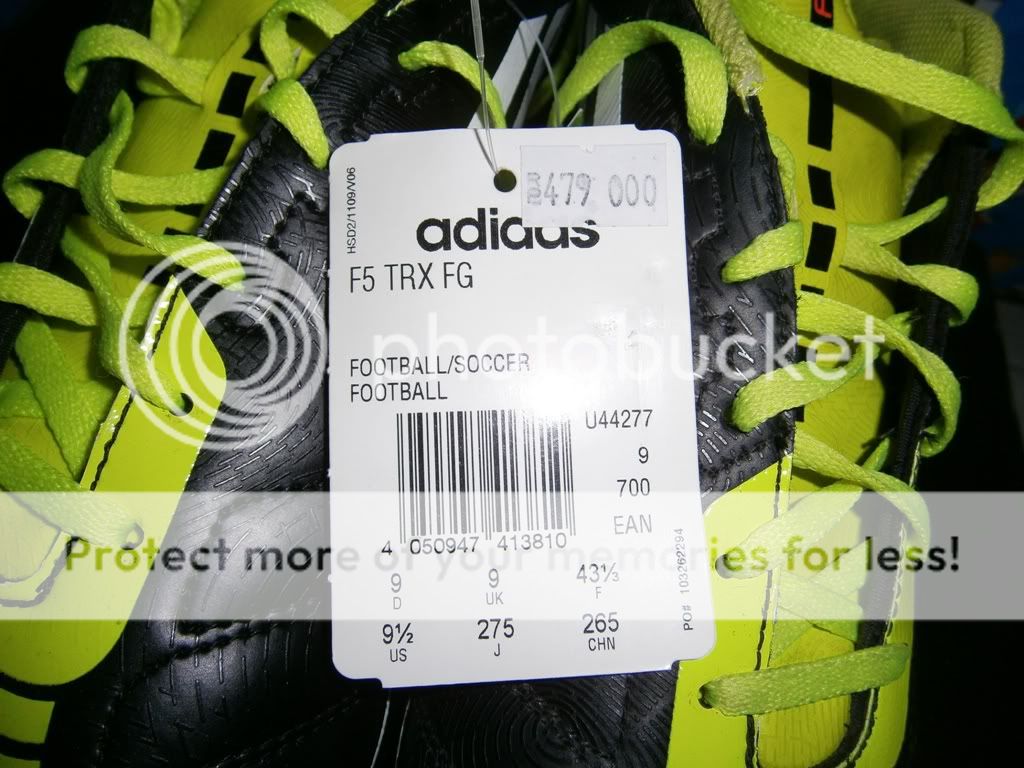 HSD2/1109/V06
RP 479 000
adidas
F5 TRX FG
photobucket
FOOTBALL/SOCCER
FOOTBALL
U44277
9
700
EAN
4 050947 413810
Protect more of your memories for less!
9 9 43⅓
D UK F
9½ 275 265
US J CHN
PO# 103262294